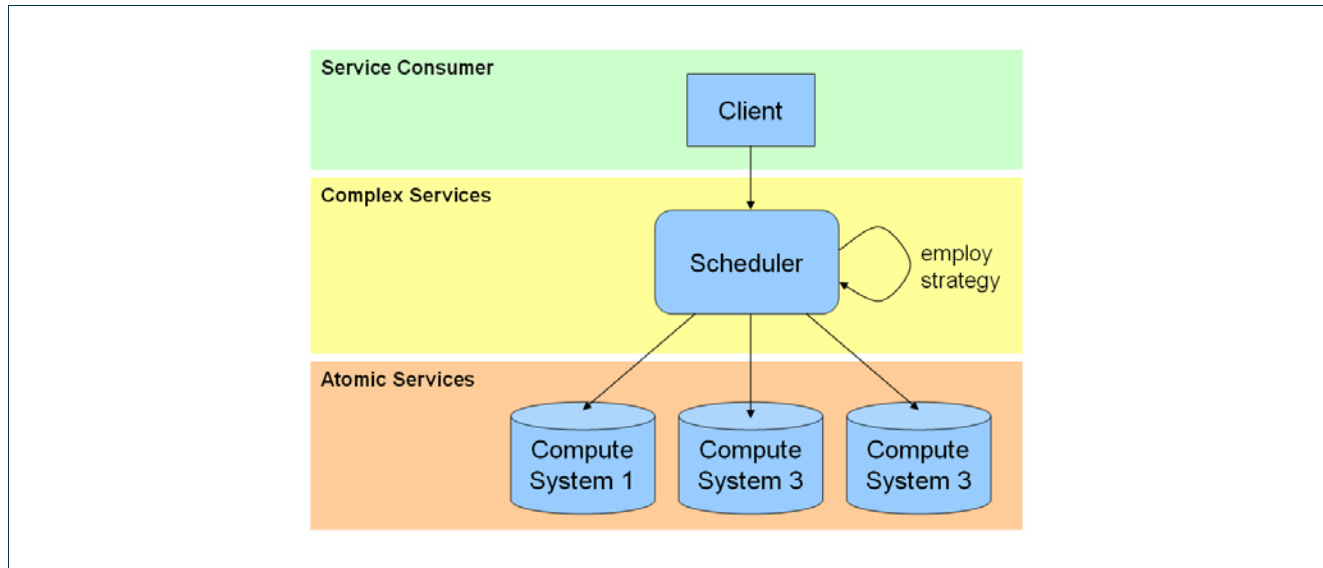 Service Consumer
Client
Complex Services
Scheduler
employ
strategy
Atomic Services
Compute
System 1
Compute
System 3
Compute
System 3